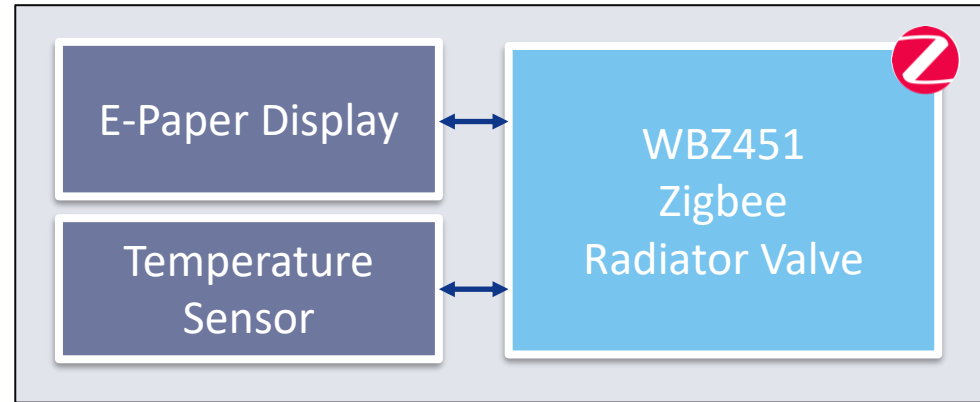 E-Paper Display
Temperature
Sensor
WBZ451
Zigbee
Radiator Valve